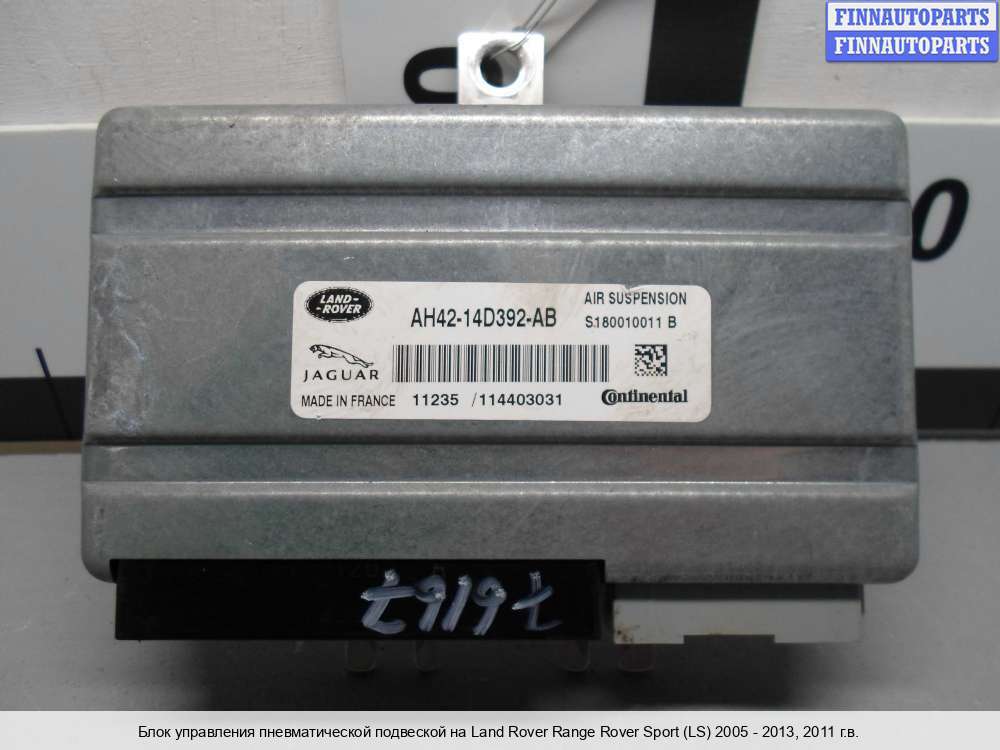 FINNAUTOPARTS
FINNAUTOPARTS
LAND-
-ROVER
AH42-14D392-AB
AIR SUSPENSION
S180010011 B
JAGUAR
MADE IN FRANCE
11235 /114403031
Continental
Блок управления пневматической подвеской на Land Rover Range Rover Sport (LS) 2005 - 2013, 2011 г.в.